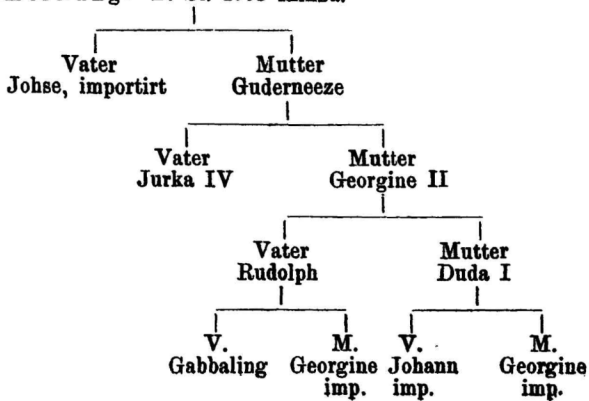 Vater Mutter
Johse, importirt Guderneeze
Vater Mutter
Jurka IV Georgine II
Vater Mutter
Rudolph Duda I
V. M. V. M.
Gabbaling Georgine Johann Georgine
imp. imp. imp.